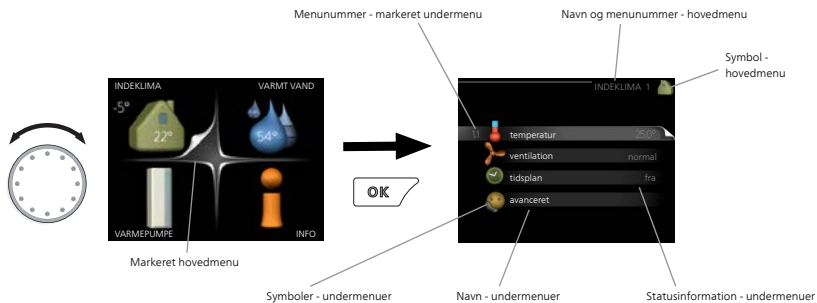 Menunummer - markeret undermenu
Navn og menunummer - hovedmenu
Symbol -
hovedmenu
INDEKLIMA
VARMT VAND
-5°
22°
54°
VARMEPUMPE
INFO
Markeret hovedmenu
OK
INDEKLIMA 1
1.1 temperatur 25.0°
ventilation normal
tidsplan fra
avanceret
Symboler - undermenuer
Navn - undermenuer
Statusinformation - undermenuer